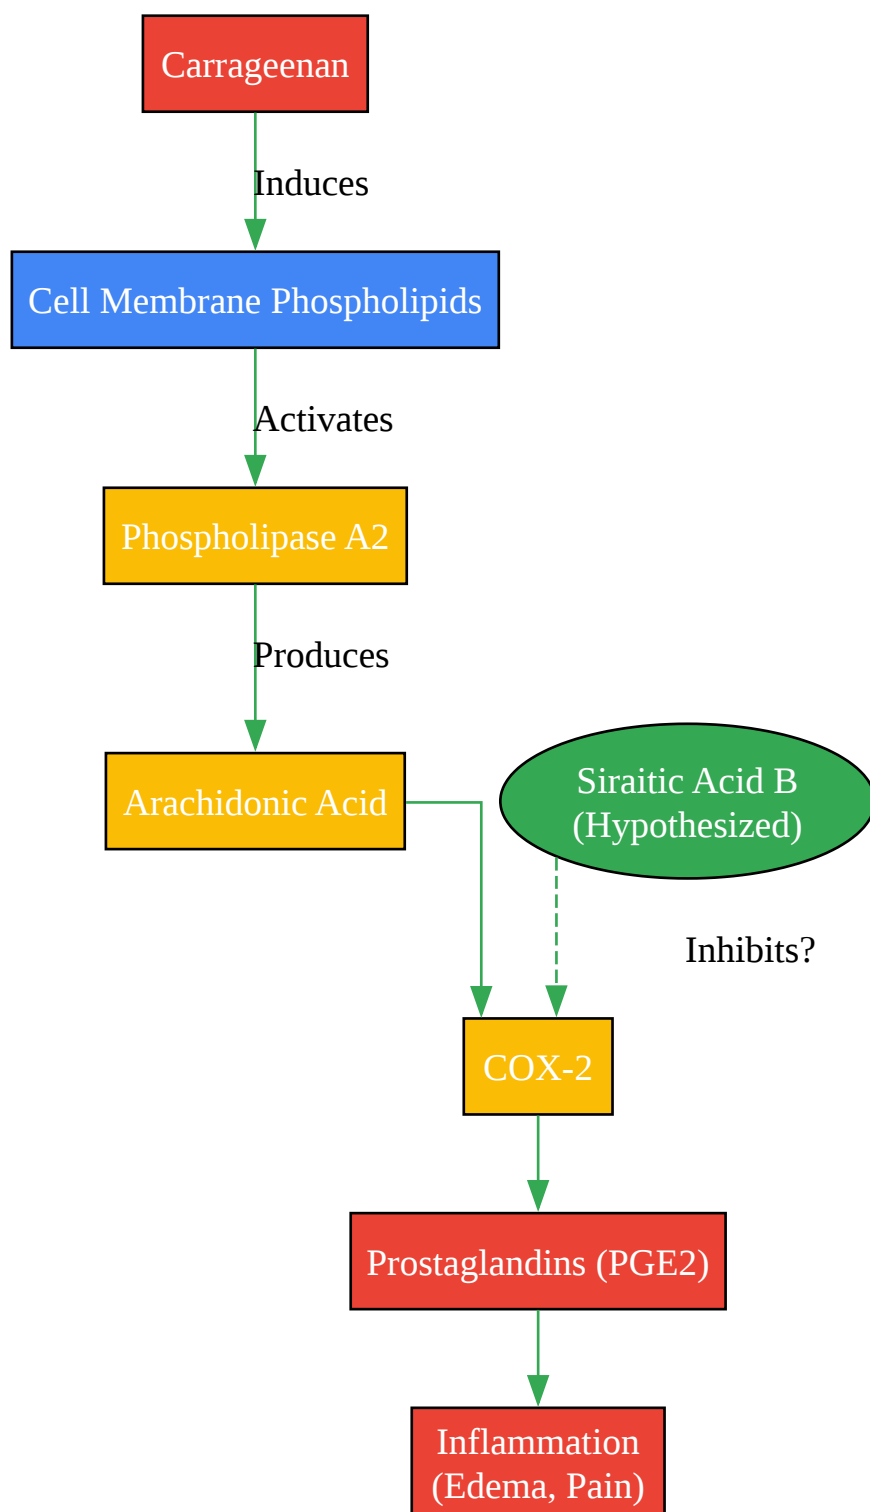 Carrageenan
Induces
Cell Membrane Phospholipids
Activates
Phospholipase A2
Produces
Arachidonic Acid
Siraitic Acid B
(Hypothesized)
Inhibits?
COX-2
Prostaglandins (PGE2)
Inflammation
(Edema, Pain)